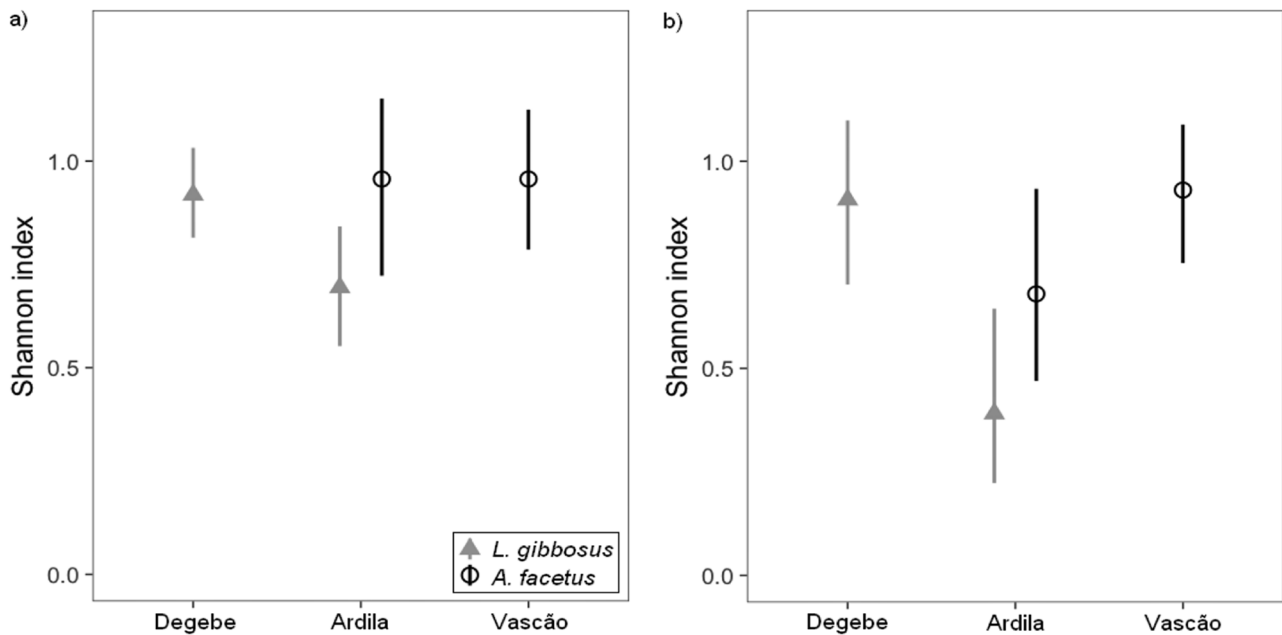 a)
Shannon index
1.0
0.5
0.0
Degebe Ardila Vascão
L. gibbosus
A. facetus
b)
Shannon index
1.0
0.5
0.0
Degebe Ardila Vascão